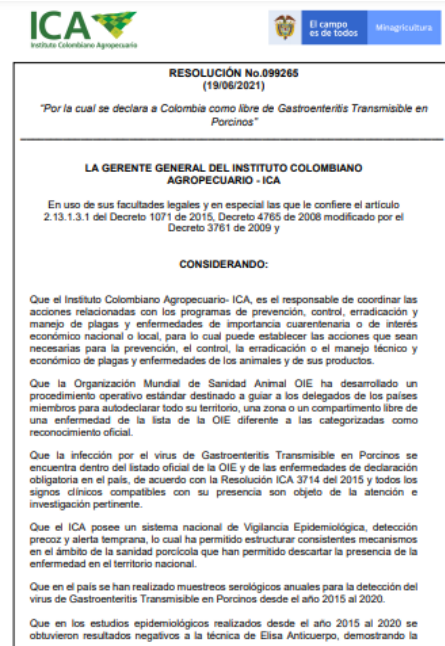 ICA
Instituto Colombiano Agropecuario
El campo
es de todos
Minagricultura
RESOLUCIÓN No.099265
(19/06/2021)
"Por la cual se declara a Colombia como libre de Gastroenteritis Transmisible en
Porcinos"
LA GERENTE GENERAL DEL INSTITUTO COLOMBIANO
AGROPECUARIO - ICA
En uso de sus facultades legales y en especial las que le confiere el artículo
2.13.1.3.1 del Decreto 1071 de 2015, Decreto 4765 de 2008 modificado por el
Decreto 3761 de 2009 y
CONSIDERANDO:
Que el Instituto Colombiano Agropecuario- ICA, es el responsable de coordinar las
acciones relacionadas con los programas de prevención, control, erradicación y
manejo de plagas y enfermedades de importancia cuarentenaria o de interés
económico nacional o local, para lo cual puede establecer las acciones que sean
necesarias para la prevención, el control, la erradicación o el manejo técnico y
económico de plagas y enfermedades de los animales y de sus productos.
Que la Organización Mundial de Sanidad Animal OIE ha desarrollado un
procedimiento operativo estándar destinado a guiar a los delegados de los países
miembros para autodeclarar todo su territorio, una zona o un compartimento libre de
una enfermedad de la lista de la OIE diferente a las categorizadas como
reconocimiento oficial.
Que la infección por el virus de Gastroenteritis Transmisible en Porcinos se
encuentra dentro del listado oficial de la OIE y de las enfermedades de declaración
obligatoria en el país, de acuerdo con la Resolución ICA 3714 del 2015 y todos los
signos clínicos compatibles con su presencia son objeto de la atención e
investigación pertinente.
Que el ICA posee un sistema nacional de Vigilancia Epidemiológica, detección
precoz y alerta temprana, lo cual ha permitido estructurar consistentes mecanismos
en el ámbito de la sanidad porcícola que han permitido descartar la presencia de la
enfermedad en el territorio nacional.
Que en el país se han realizado muestreos serológicos anuales para la detección del
virus de Gastroenteritis Transmisible en Porcinos desde el año 2015 al 2020.
Que en los estudios epidemiológicos realizados desde el año 2015 al 2020 se
obtuvieron resultados negativos a la técnica de Elisa Anticuerpo, demostrando la